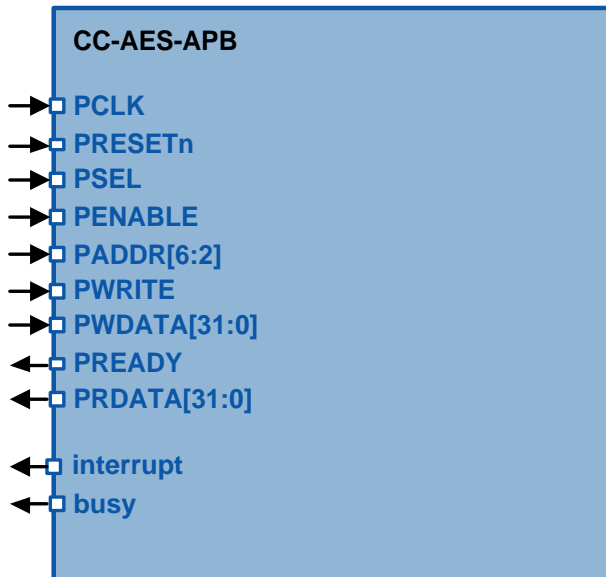 CC-AES-APB
PCLK
PRESETn
PSEL
PENABLE
PADDR[6:2]
PWRITE
PWDATA[31:0]
PREADY
PRDATA[31:0]
interrupt
busy